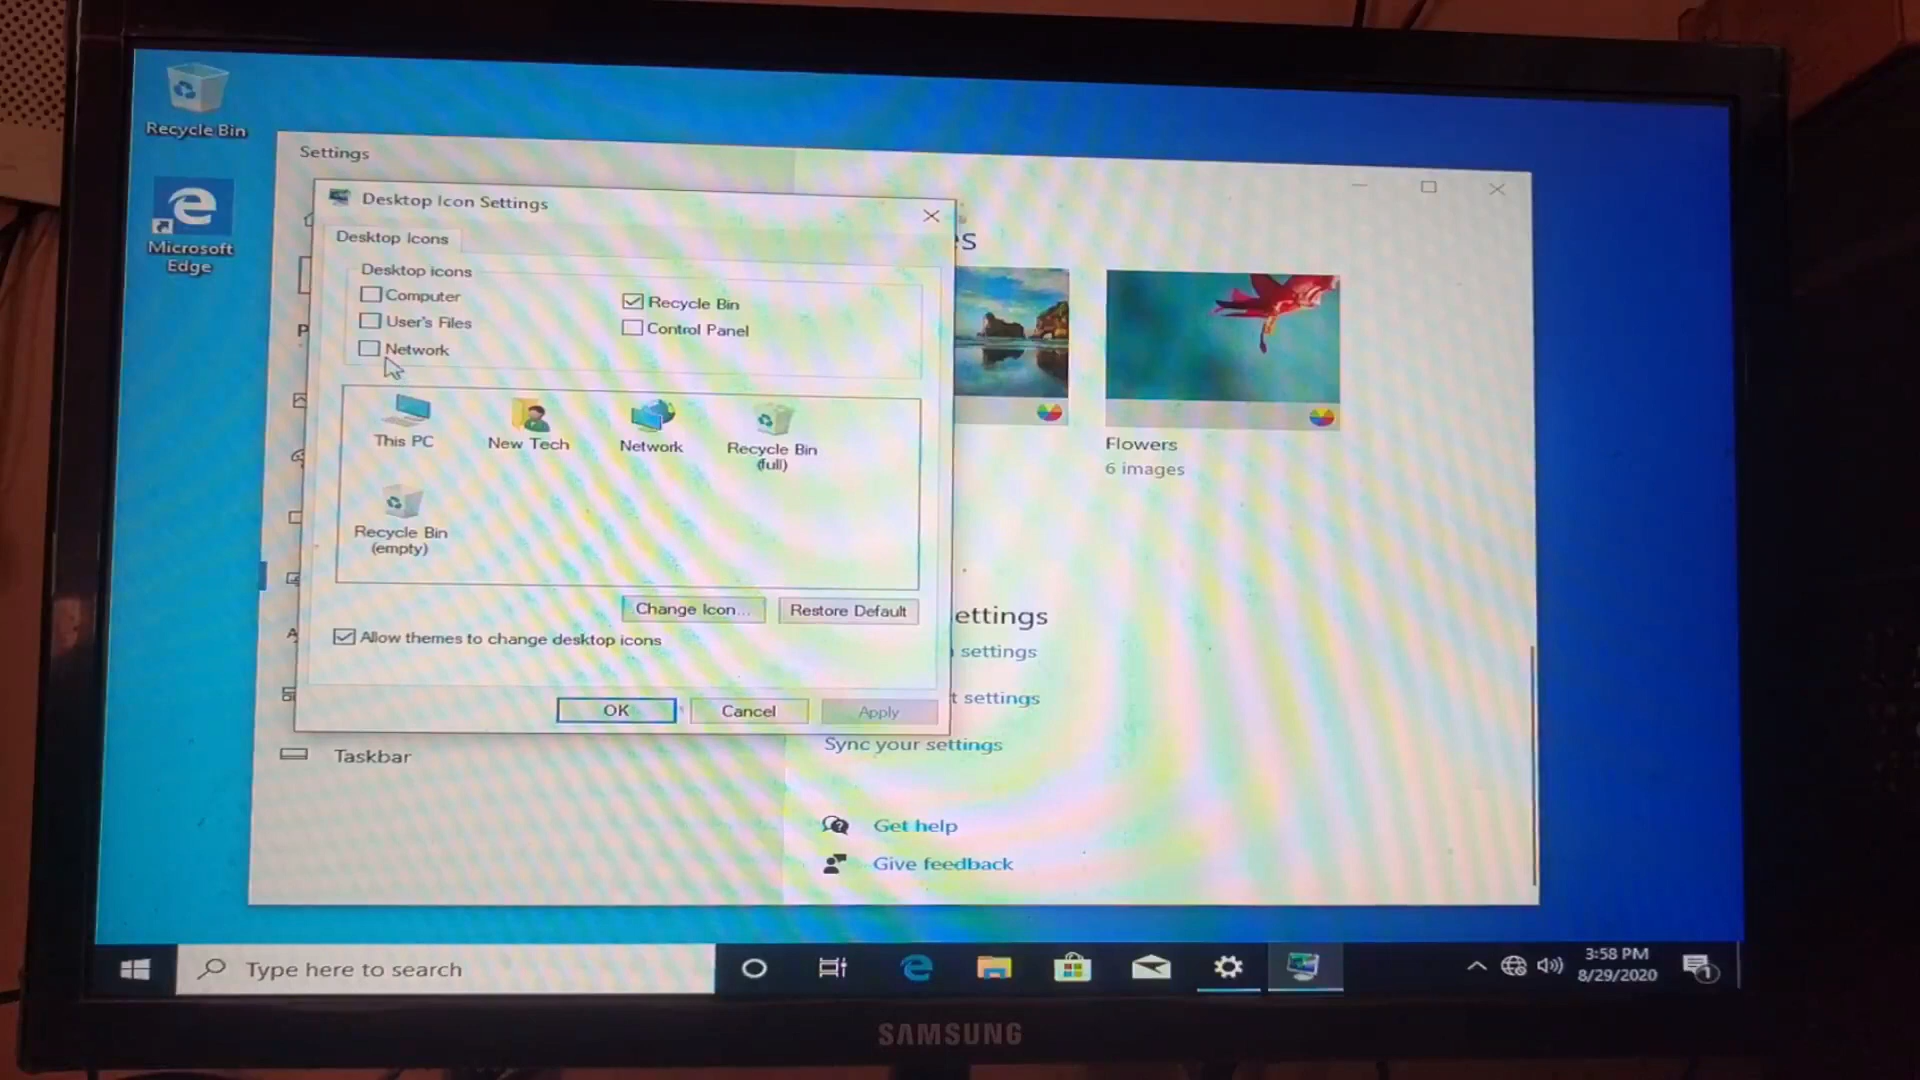 Recycle Bin
Microsoft
Edge
Settings
Desktop Icon Settings
Desktop Icons
Desktop icons
Computer
User's Files
Network
Recycle Bin
Control Panel
This PC
New Tech
Network
Recycle Bin
(full)
Recycle Bin
(empty)
Change Icon...
Restore Default
Allow themes to change desktop icons
OK
Cancel
Apply
Taskbar
Flowers
6 images
ettings
settings
t settings
Sync your settings
Get help
Give feedback
Type here to search
3:58 PM
8/29/2020
1
SAMSUNG